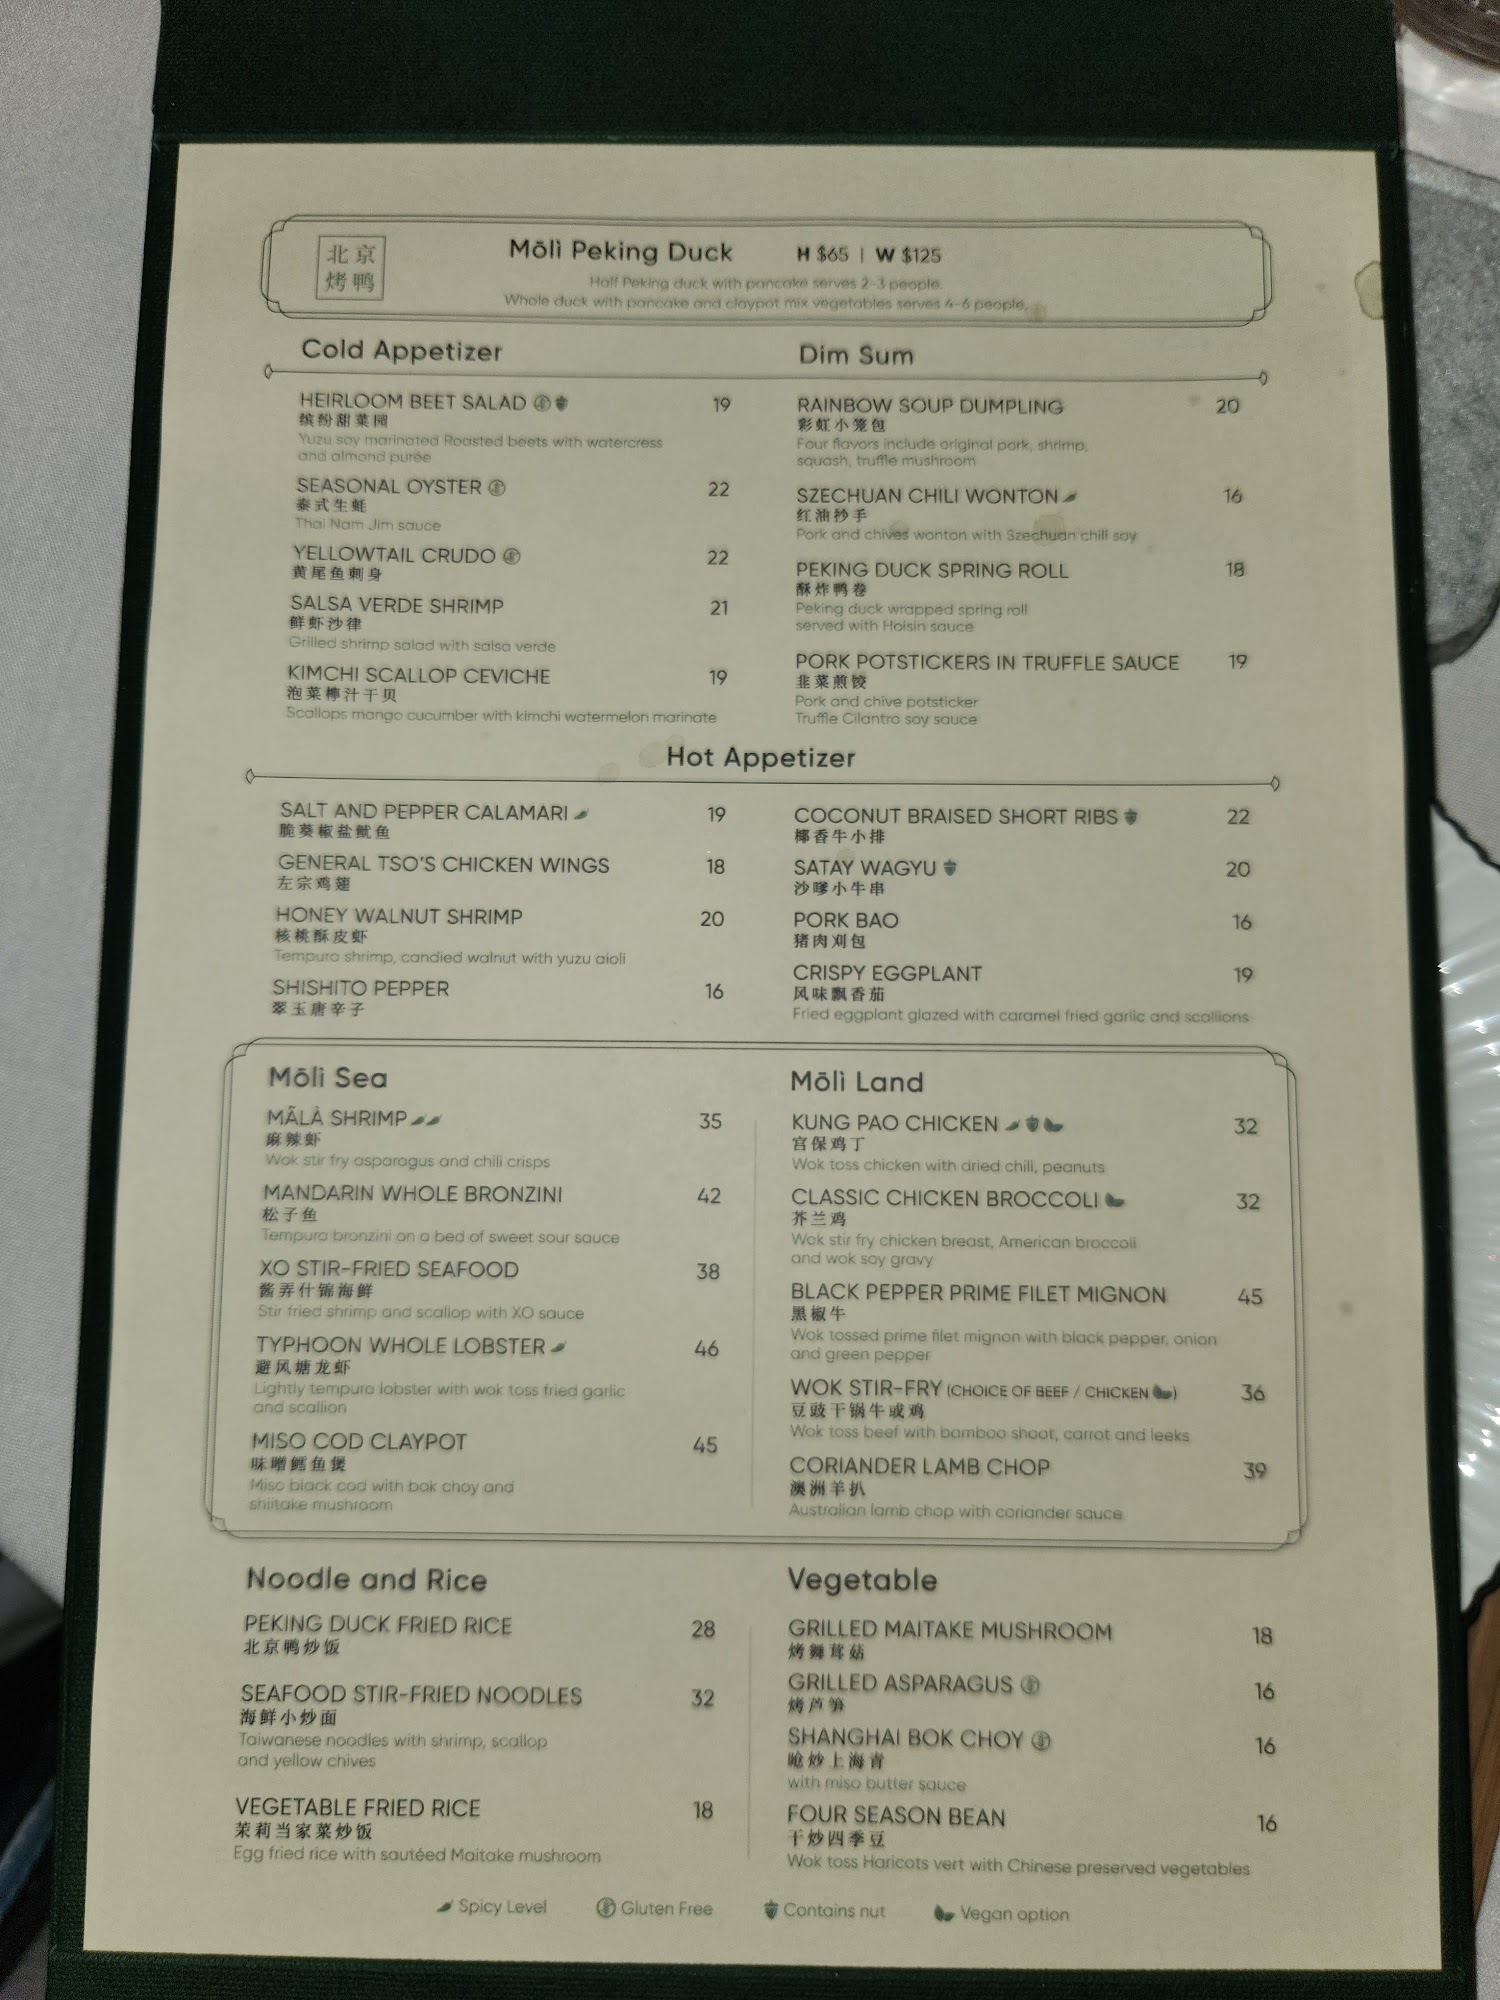 北京
烤鸭
Mōlì Peking Duck H $65 | W $125
Half Peking duck with pancake serves 2-3 people.
Whole duck with pancake and claypot mix vegetables serves 4-6 people.
Cold Appetizer
HEIRLOOM BEET SALAD 19
缤纷甜菜园
Yuzu soy marinated Roasted beets with watercress
and almond purée
SEASONAL OYSTER 22
泰式生蚝
Thai Nam Jim sauce
YELLOWTAIL CRUDO 22
黄尾鱼刺身
SALSA VERDE SHRIMP 21
鲜虾沙律
Grilled shrimp salad with salsa verde
KIMCHI SCALLOP CEVICHE 19
泡菜檸汁干贝
Scallops mango cucumber with kimchi watermelon marinate
Dim Sum
RAINBOW SOUP DUMPLING 20
彩虹小笼包
Four flavors include original pork, shrimp,
squash, truffle mushroom
SZECHUAN CHILI WONTON 16
红油抄手
Pork and chives wonton with Szechuan chili soy
PEKING DUCK SPRING ROLL 18
酥炸鸭卷
Peking duck wrapped spring roll
served with Hoisin sauce
PORK POTSTICKERS IN TRUFFLE SAUCE 19
韭菜煎饺
Pork and chive potsticker
Truffle Cilantro soy sauce
Hot Appetizer
SALT AND PEPPER CALAMARI 19
脆葵椒盐鱿鱼
GENERAL TSO'S CHICKEN WINGS 18
左宗鸡翅
HONEY WALNUT SHRIMP 20
核桃酥皮虾
Tempura shrimp, candied walnut with yuzu aioli
SHISHITO PEPPER 16
翠玉唐辛子
COCONUT BRAISED SHORT RIBS 22
椰香牛小排
SATAY WAGYU 20
沙嗲小牛串
PORK BAO 16
猪肉刈包
CRISPY EGGPLANT 19
风味飘香茄
Fried eggplant glazed with caramel fried garlic and scallions
Mōlì Sea
MÃLÀ SHRIMP 35
麻辣虾
Wok stir fry asparagus and chili crisps
MANDARIN WHOLE BRONZINI 42
松子鱼
Tempura bronzini on a bed of sweet sour sauce
XO STIR-FRIED SEAFOOD 38
酱弄什锦海鲜
Stir fried shrimp and scallop with XO sauce
TYPHOON WHOLE LOBSTER 46
避风塘龙虾
Lightly tempura lobster with wok toss fried garlic
and scallion
MISO COD CLAYPOT 45
味噌鳕鱼煲
Miso black cod with bok choy and
shiitake mushroom
Mōlì Land
KUNG PAO CHICKEN 32
宫保鸡丁
Wok toss chicken with dried chili, peanuts
CLASSIC CHICKEN BROCCOLI 32
芥兰鸡
Wok stir fry chicken breast, American broccoli
and wok soy gravy
BLACK PEPPER PRIME FILET MIGNON 45
黑椒牛
Wok tossed prime filet mignon with black pepper, onion
and green pepper
WOK STIR-FRY (CHOICE OF BEEF / CHICKEN) 36
豆豉干锅牛或鸡
Wok toss beef with bamboo shoot, carrot and leeks
CORIANDER LAMB CHOP 39
澳洲羊扒
Australian lamb chop with coriander sauce
Noodle and Rice
PEKING DUCK FRIED RICE 28
北京鸭炒饭
SEAFOOD STIR-FRIED NOODLES 32
海鲜小炒面
Taiwanese noodles with shrimp, scallop
and yellow chives
VEGETABLE FRIED RICE 18
茉莉当家菜炒饭
Egg fried rice with sautéed Maitake mushroom
Vegetable
GRILLED MAITAKE MUSHROOM 18
烤舞茸菇
GRILLED ASPARAGUS 16
烤芦笋
SHANGHAI BOK CHOY 16
呛炒上海青
with miso butter sauce
FOUR SEASON BEAN 16
干炒四季豆
Wok toss Haricots vert with Chinese preserved vegetables
Spicy Level Gluten Free Contains nut Vegan option